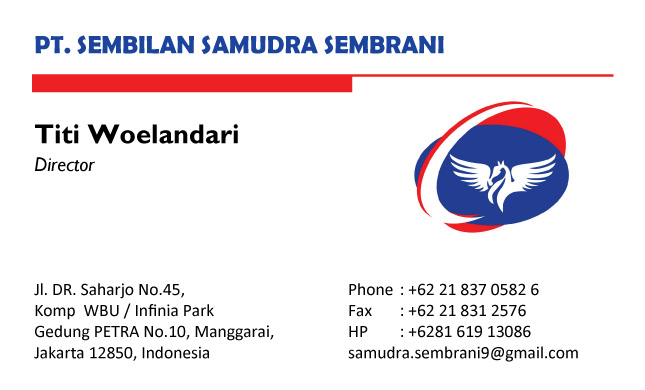 PT. SEMBILAN SAMUDRA SEMBRANI
Titi Woelandari
Director
Jl. DR. Saharjo No.45,
Komp  WBU / Infinia Park
Gedung PETRA No.10, Manggarai,
Jakarta 12850, Indonesia
Phone : +62 21 837 0582 6
Fax : +62 21 831 2576
HP : +6281 619 13086
samudra.sembrani9@gmail.com